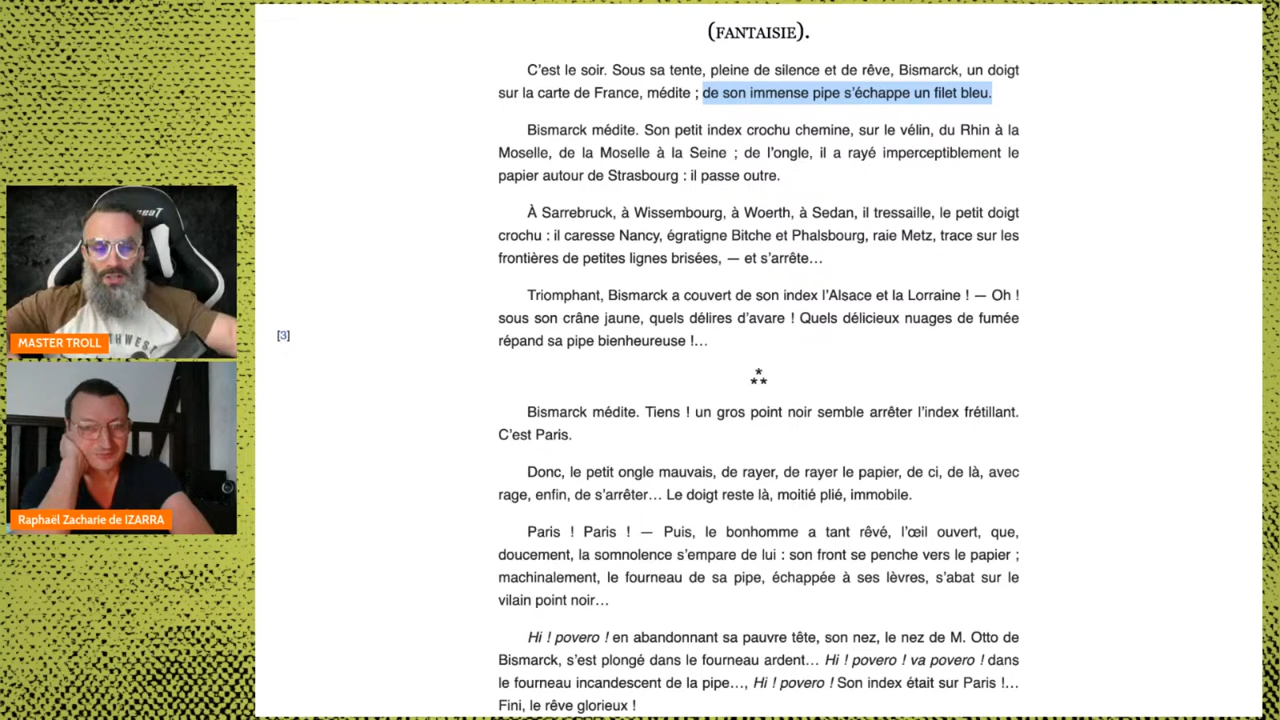 (FANTAISIE).
C’est le soir. Sous sa tente, pleine de silence et de rêve, Bismarck, un doigt
sur la carte de France, médite ; de son immense pipe s’échappe un filet bleu.
Bismarck médite. Son petit index crochu chemine, sur le vélin, du Rhin à la
Moselle, de la Moselle à la Seine ; de l’ongle, il a rayé imperceptiblement le
papier autour de Strasbourg : il passe outre.
À Sarrebruck, à Wissembourg, à Woerth, à Sedan, il tressaille, le petit doigt
crochu : il caresse Nancy, égratigne Bitche et Phalsbourg, raie Metz, trace sur les
frontières de petites lignes brisées, — et s’arrête…
Triomphant, Bismarck a couvert de son index l’Alsace et la Lorraine ! — Oh !
sous son crâne jaune, quels délires d’avare ! Quels délicieux nuages de fumée
répand sa pipe bienheureuse !…
[3]
⁂
Bismarck médite. Tiens ! un gros point noir semble arrêter l’index frétillant.
C’est Paris.
Donc, le petit ongle mauvais, de rayer, de rayer le papier, de ci, de là, avec
rage, enfin, de s’arrêter… Le doigt reste là, moitié plié, immobile.
Paris ! Paris ! — Puis, le bonhomme a tant rêvé, l’œil ouvert, que,
doucement, la somnolence s’empare de lui : son front se penche vers le papier ;
machinalement, le fourneau de sa pipe, échappée à ses lèvres, s’abat sur le
vilain point noir…
Hi ! povero ! en abandonnant sa pauvre tête, son nez, le nez de M. Otto de
Bismarck, s’est plongé dans le fourneau ardent… Hi ! povero ! va povero ! dans
le fourneau incandescent de la pipe…, Hi ! povero ! Son index était sur Paris !…
Fini, le rêve glorieux !
MASTER TROLL
Raphaël Zacharie de IZARRA